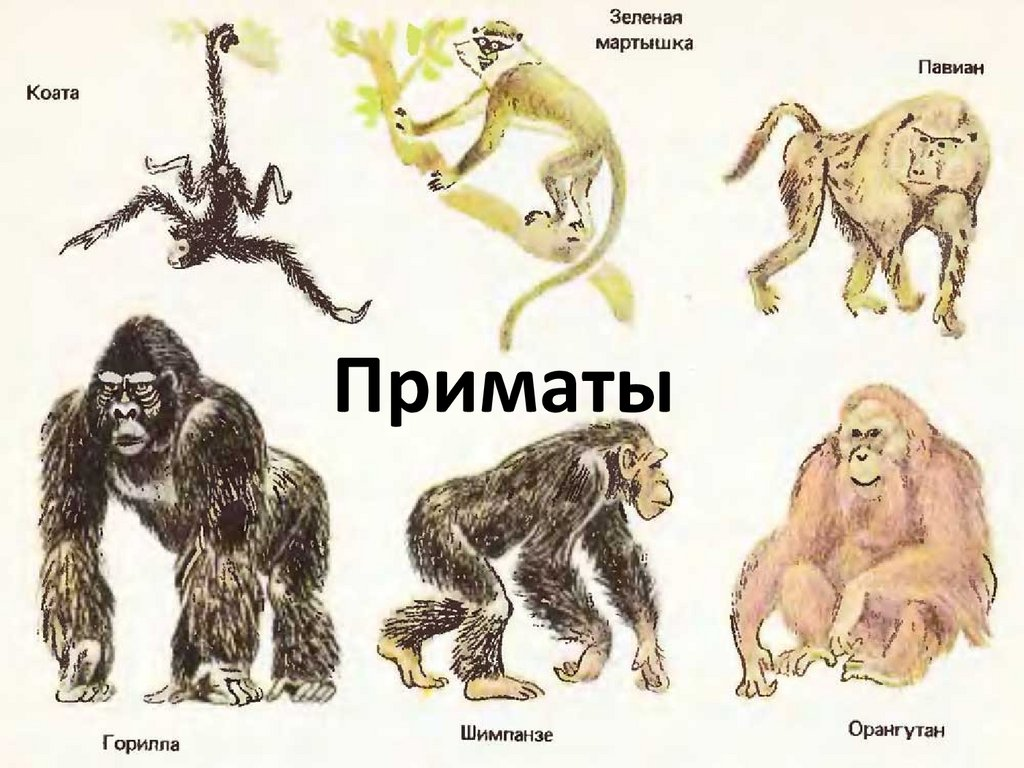 Зеленая
мартышка
Павиан
Коата
Приматы
Горилла
Шимпанзе
Орангутан